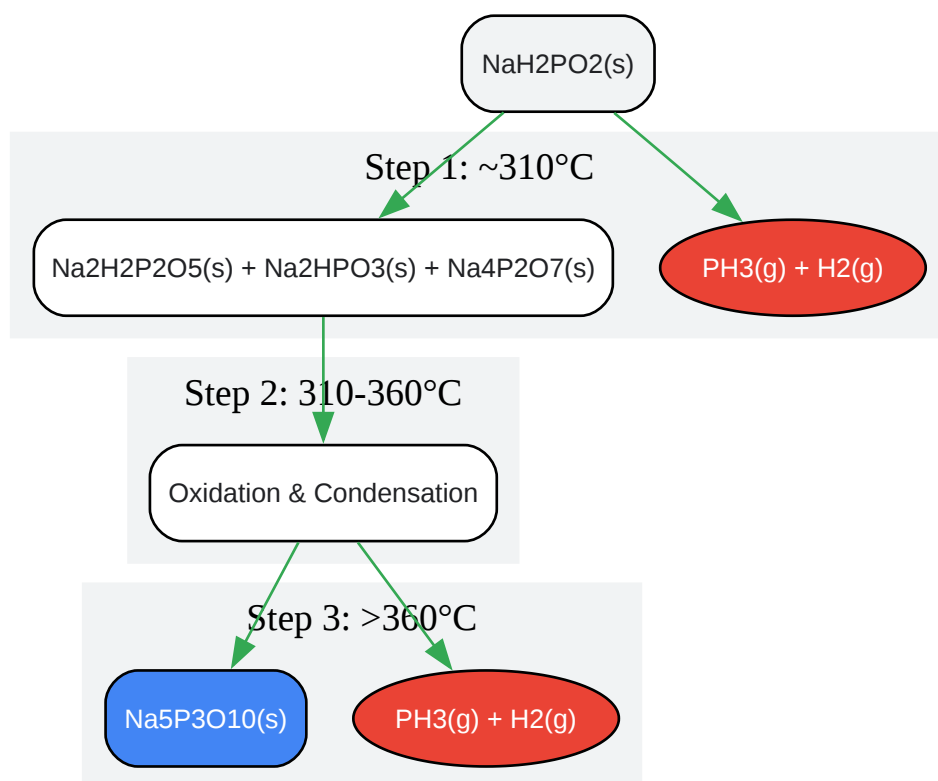 NaH2PO2(s)
Step 1: ~310°C
Na2H2P2O5(s) + Na2HPO3(s) + Na4P2O7(s)
PH3(g) + H2(g)
Step 2: 310-360°C
Oxidation & Condensation
Step 3: >360°C
Na5P3O10(s)
PH3(g) + H2(g)